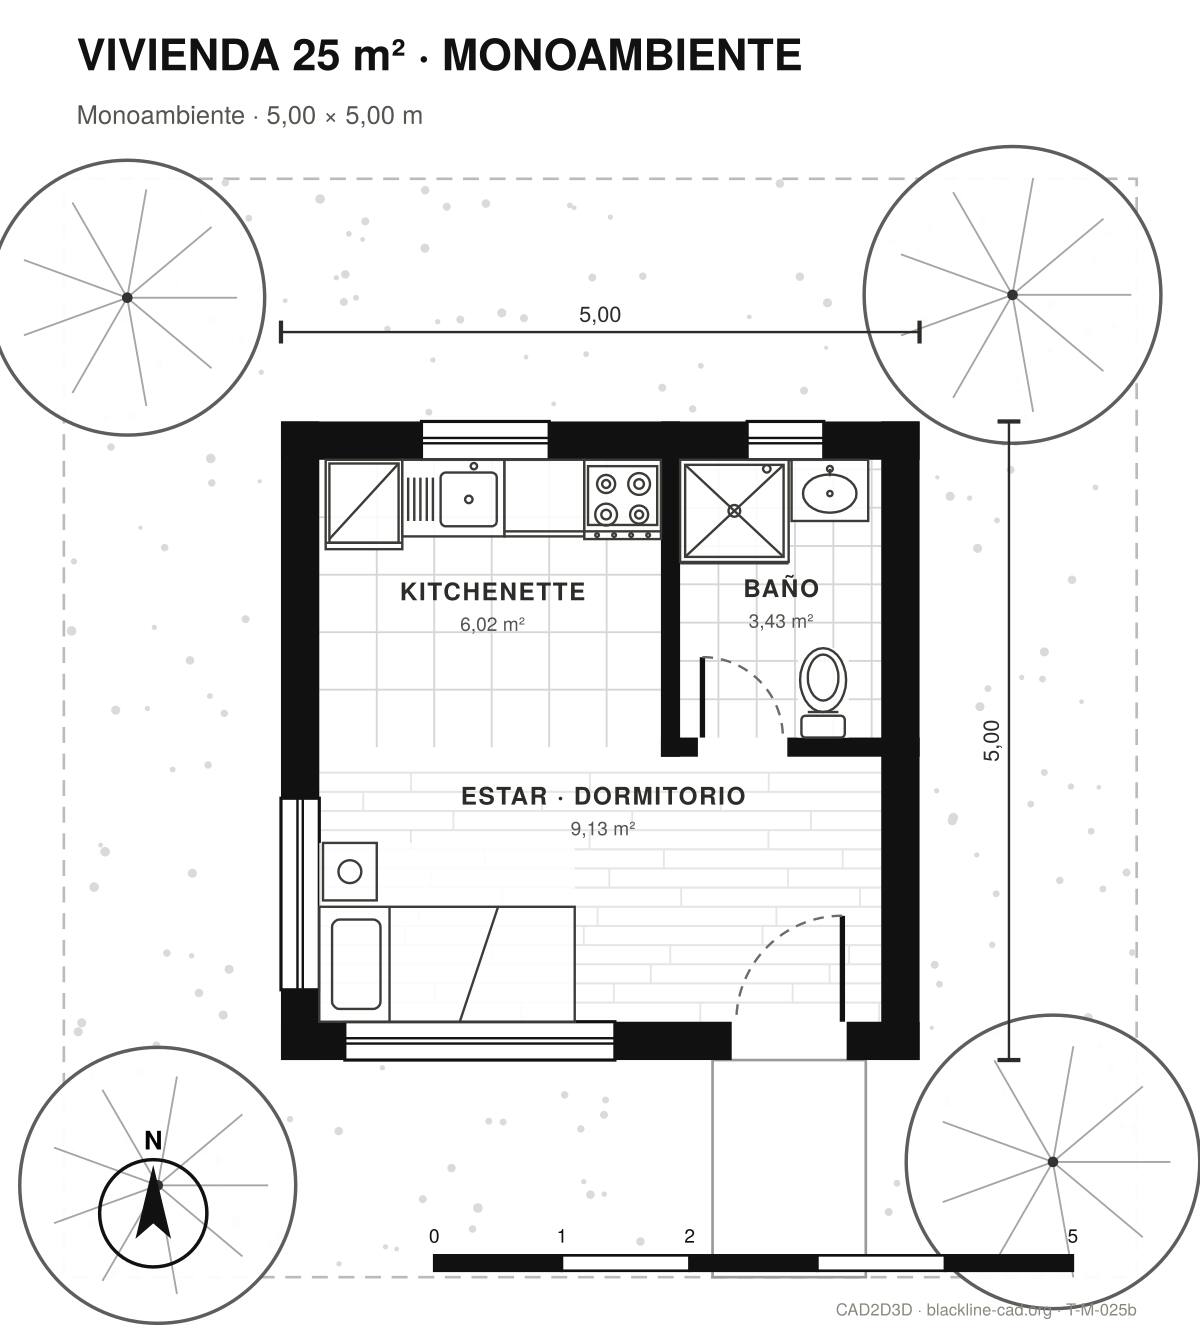 VIVIENDA 25 m² · MONOAMBIENTE
Monoambiente · 5,00 × 5,00 m
5,00
KITCHENETTE
6,02 m²
BAÑO
3,43 m²
5,00
ESTAR · DORMITORIO
9,13 m²
N
0 1 2 5
CAD2D3D · blackline-cad.org · T-M-025b